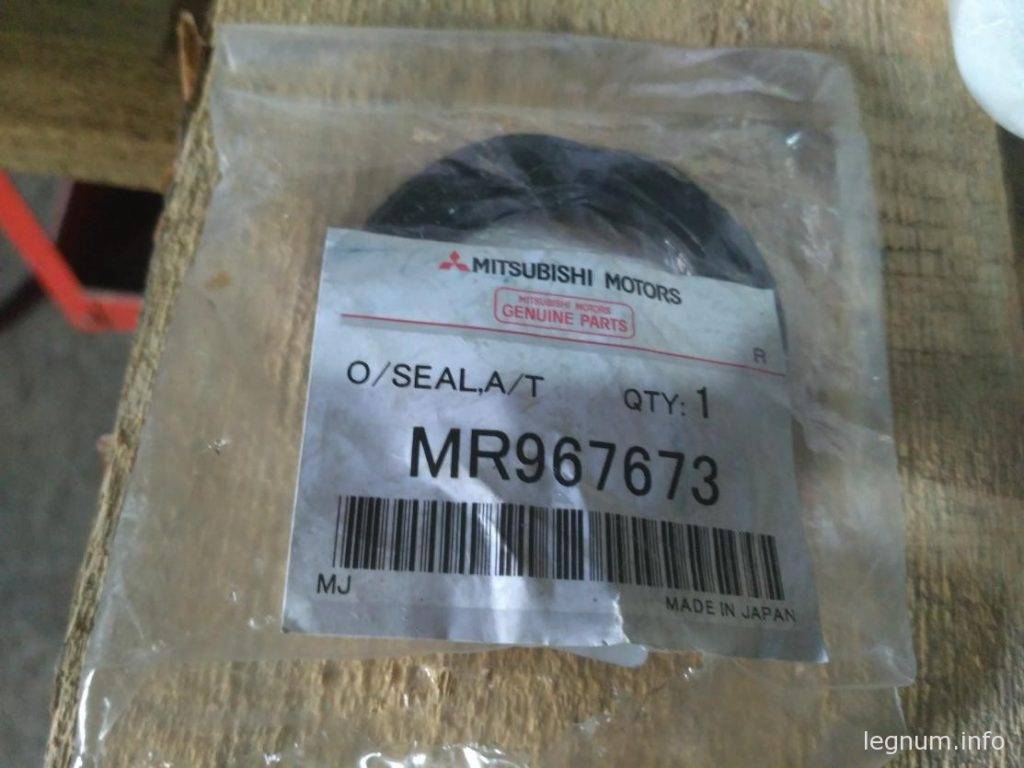 MITSUBISHI MOTORS
MITSUBISHI MOTORS
GENUINE PARTS
R
O/SEAL,A/T QTY: 1
MR967673
MJ
MADE IN JAPAN
legnum.info